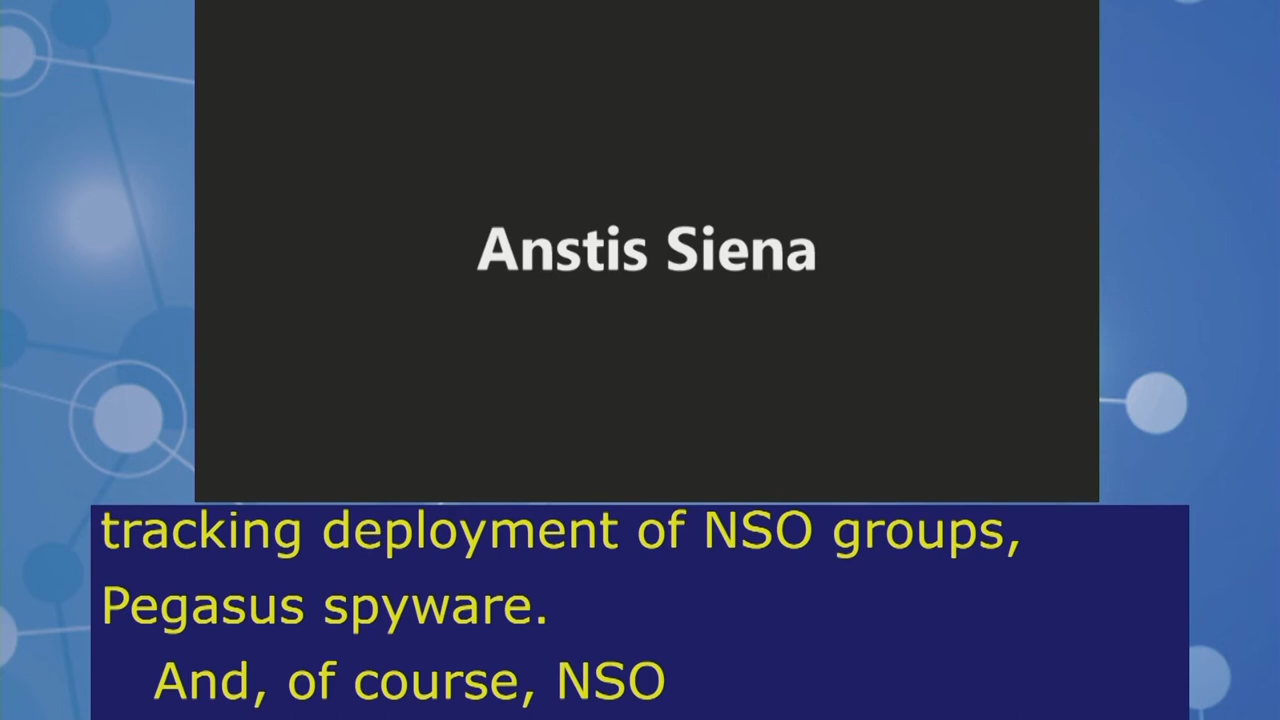 Anstis Siena
tracking deployment of NSO groups,
Pegasus spyware.
And, of course, NSO